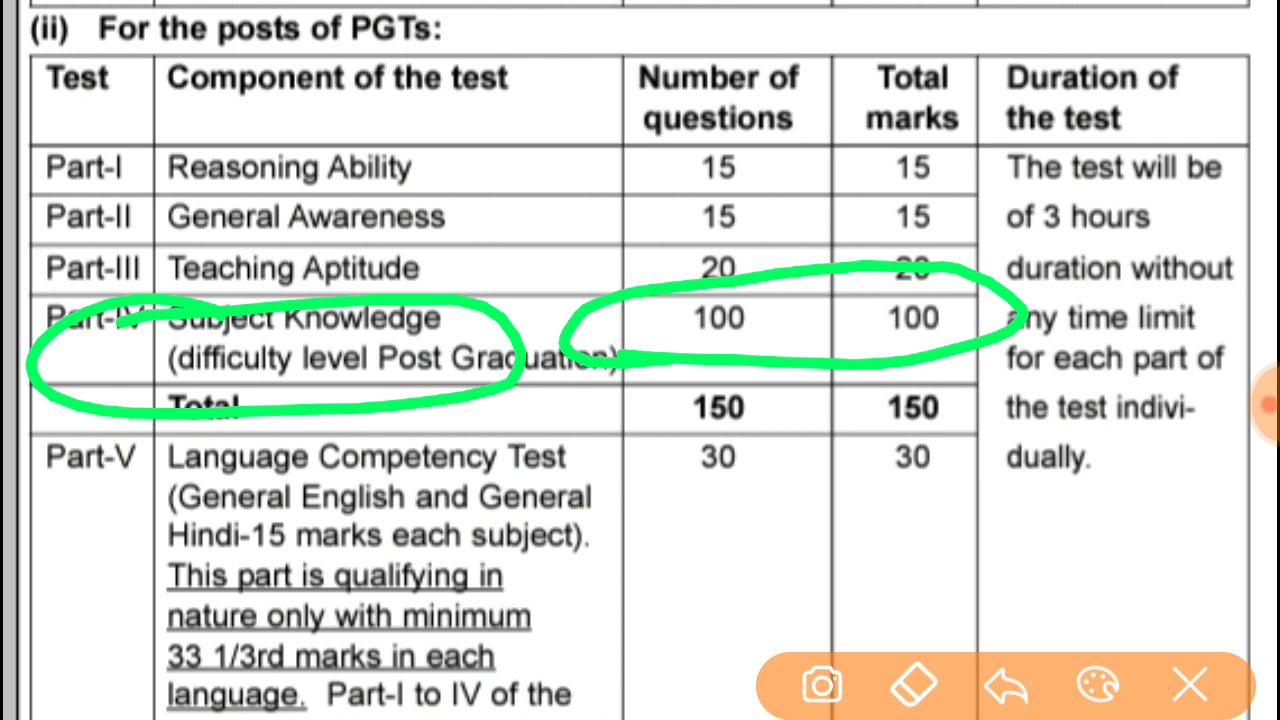 (ii) For the posts of PGTs:
Test Component of the test Number of questions Total marks Duration of the test
Part-I Reasoning Ability 15 15 The test will be
Part-II General Awareness 15 15 of 3 hours
Part-III Teaching Aptitude 20 20 duration without
Part-IV Subject Knowledge 100 100 any time limit
(difficulty level Post Graduation) for each part of
Total 150 150 the test indivi-
Part-V Language Competency Test 30 30 dually.
(General English and General
Hindi-15 marks each subject).
This part is qualifying in
nature only with minimum
33 1/3rd marks in each
language. Part-I to IV of the